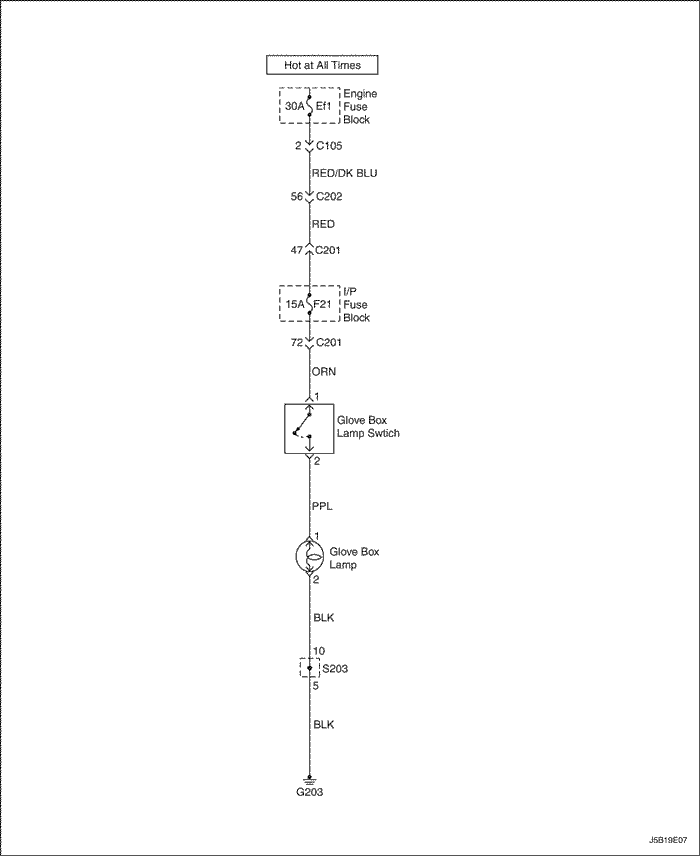 Hot at All Times
30A Ef1
Engine
Fuse
Block
2 C105
RED/DK BLU
56 C202
RED
47 C201
15A F21
I/P
Fuse
Block
72 C201
ORN
1
Glove Box
Lamp Swtich
2
PPL
1
Glove Box
Lamp
2
BLK
10
S203
5
BLK
G203
J5B19E07